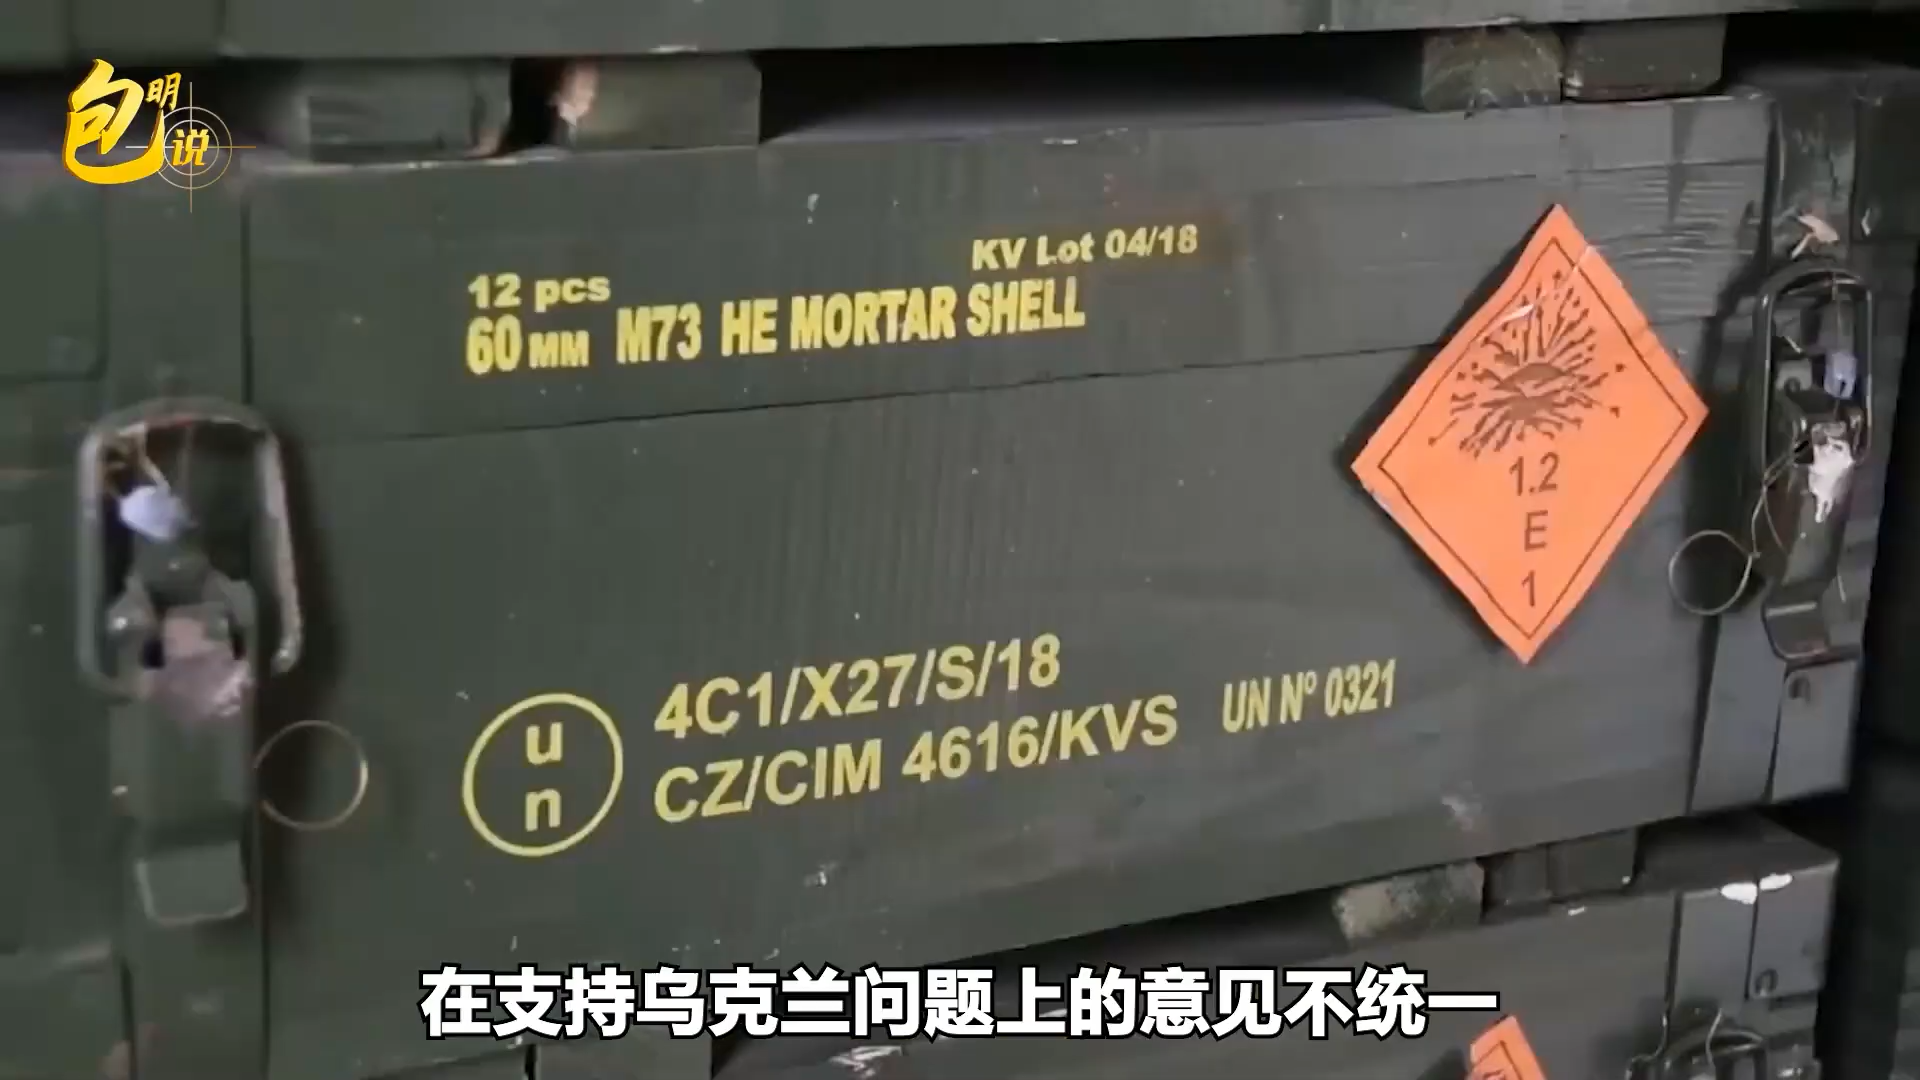 包明说
KV Lot 04/18
12 pcs
60 MM M73 HE MORTAR SHELL
1.2
E
1
u
n
4C1/X27/S/18
CZ/CIM 4616/KVS UN Nº 0321
在支持乌克兰问题上的意见不统一